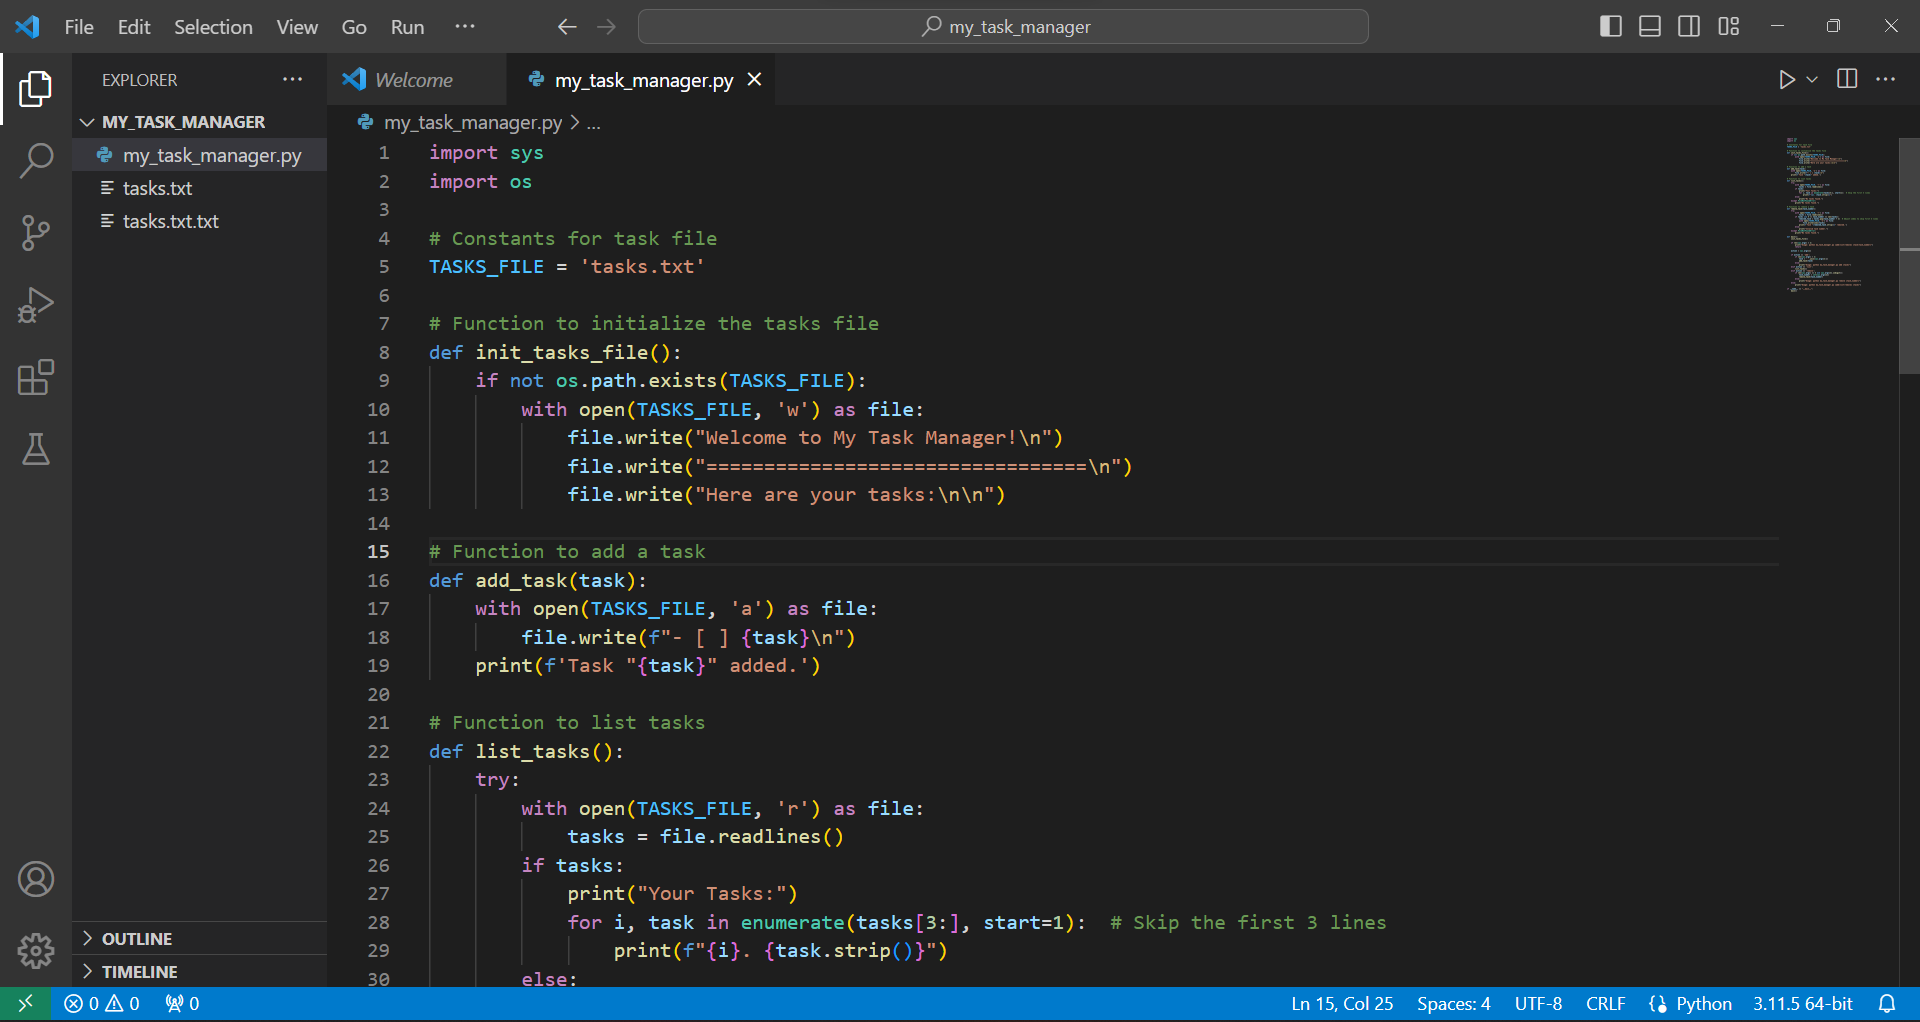 File Edit Selection View Go Run ···
my_task_manager
EXPLORER
MY_TASK_MANAGER
my_task_manager.py
tasks.txt
tasks.txt.txt
OUTLINE
TIMELINE
Welcome
my_task_manager.py
my_task_manager.py > ...
1 import sys
2 import os
3
4 # Constants for task file
5 TASKS_FILE = 'tasks.txt'
6
7 # Function to initialize the tasks file
8 def init_tasks_file():
9     if not os.path.exists(TASKS_FILE):
10         with open(TASKS_FILE, 'w') as file:
11             file.write("Welcome to My Task Manager!\n")
12             file.write("=================================\n")
13             file.write("Here are your tasks:\n\n")
14
15 # Function to add a task
16 def add_task(task):
17     with open(TASKS_FILE, 'a') as file:
18         file.write(f"- [ ] {task}\n")
19     print(f'Task "{task}" added.')
20
21 # Function to list tasks
22 def list_tasks():
23     try:
24         with open(TASKS_FILE, 'r') as file:
25             tasks = file.readlines()
26         if tasks:
27             print("Your Tasks:")
28             for i, task in enumerate(tasks[3:], start=1):  # Skip the first 3 lines
29                 print(f"{i}. {task.strip()}")
30         else:
0 0 0
Ln 15, Col 25 Spaces: 4 UTF-8 CRLF Python 3.11.5 64-bit